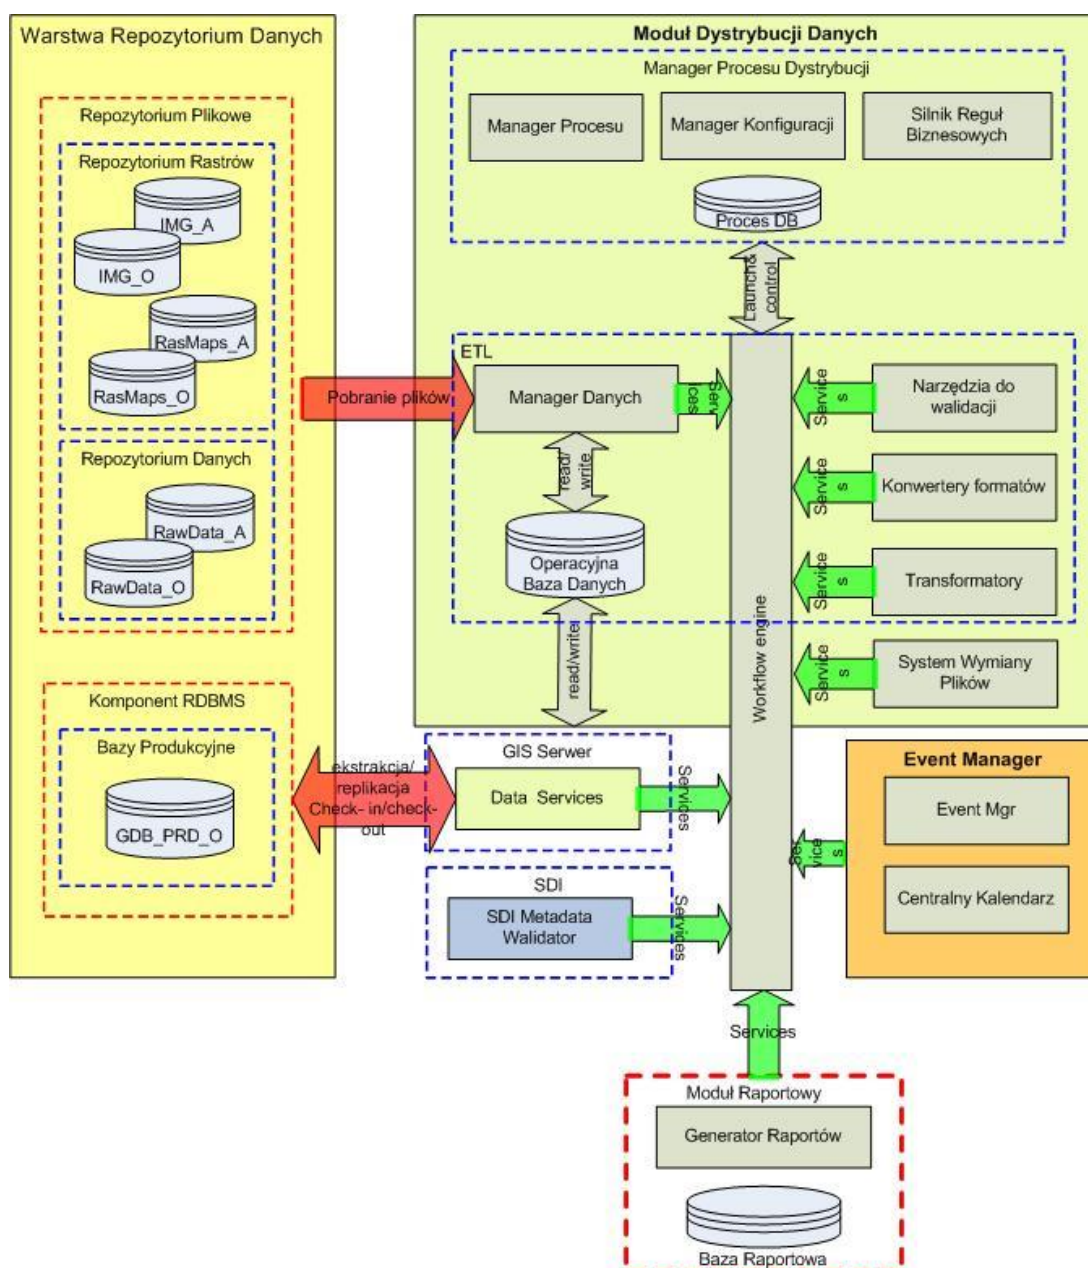 Warstwa Repozytorium Danych
Repozytorium Plikowe
Repozytorium Rastrów
IMG_A
IMG_O
RasMaps_A
RasMaps_O
Repozytorium Danych
RawData_A
RawData_O
Komponent RDBMS
Bazy Produkcyjne
GDB_PRD_O
Moduł Dystrybucji Danych
Manager Procesu Dystrybucji
Manager Procesu
Manager Konfiguracji
Silnik Reguł
Biznesowych
Proces DB
Launch&
control
ETL
Pobranie plików
Manager Danych
Serv
ices
read/
write
Operacyjna
Baza Danych
read/write
Workflow engine
Service
s
Narzędzia do
walidacji
Service
s
Konwertery formatów
Service
s
Transformatory
Service
s
System Wymiany
Plików
GIS Serwer
ekstrakcja/
replikacja
Check- in/check-
out
Data Services
Services
SDI
SDI Metadata
Walidator
Services
Event Manager
Event Mgr
Centralny Kalendarz
Ser
vice
s
Services
Moduł Raportowy
Generator Raportów
Baza Raportowa